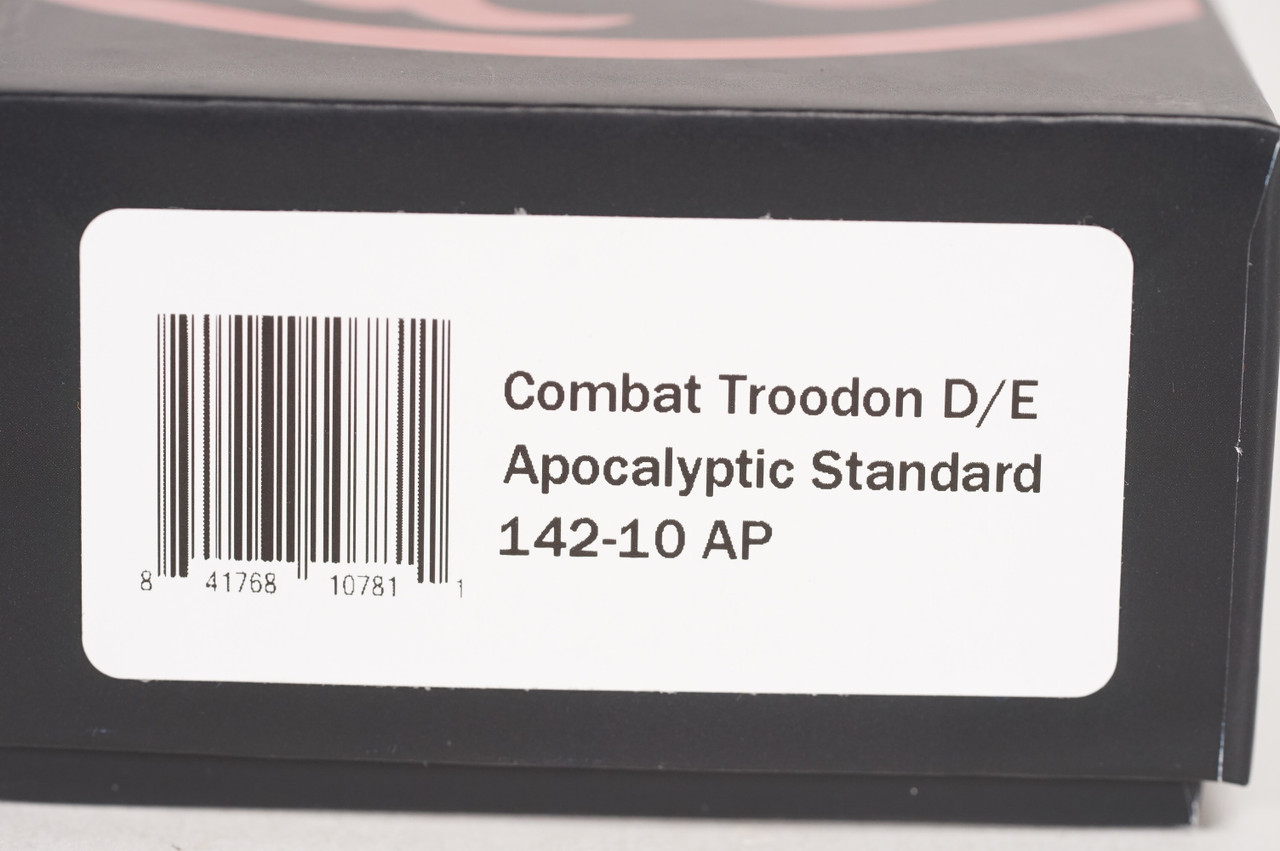 Combat Troodon D/E
Apocalyptic Standard
142-10 AP
8 41768 10781 1